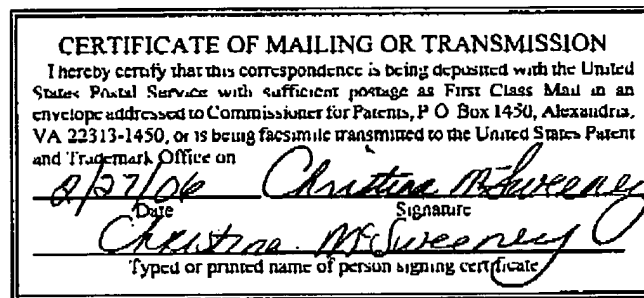 CERTIFICATE OF MAILING OR TRANSMISSION
I hereby certify that this correspondence is being deposited with the United
States Postal Service with sufficient postage as First Class Mail in an
envelope addressed to Commissioner for Patents, P O Box 1450, Alexandria,
VA 22313-1450, or is being facsimile transmitted to the United States Patent
and Trademark Office on
2/27/06 Christina McSweeney
Date Signature
Christina McSweeney
Typed or printed name of person signing certificate